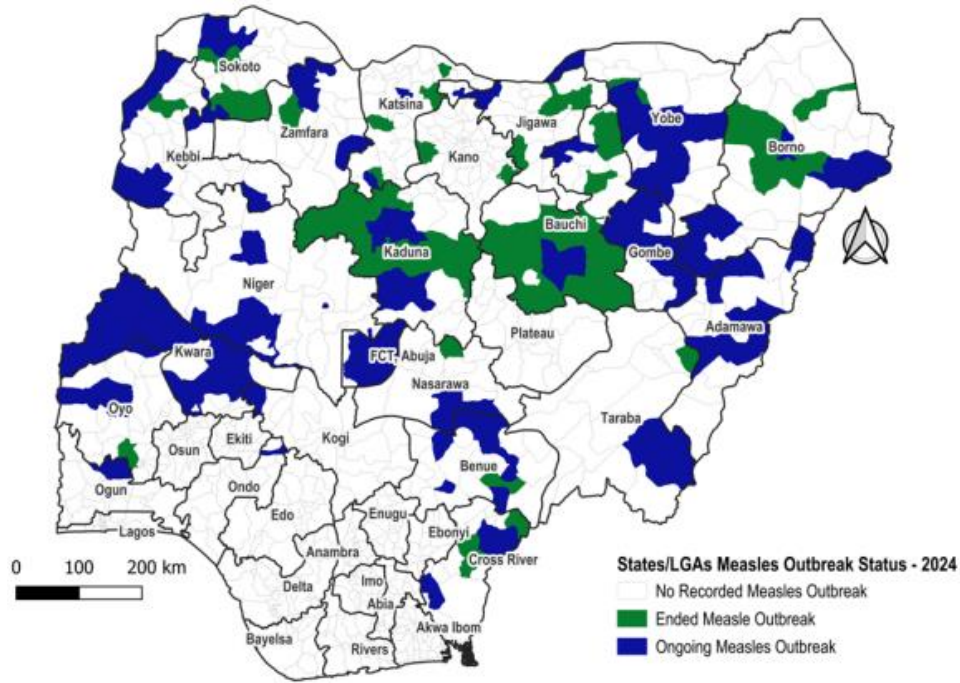 Sokoto
Katsina
Zamfara
Jigawa
Yobe
Borno
Kebbi
Kano
Bauchi
Kaduna
Gombe
Niger
Plateau
Adamawa
Kwara
FCT, Abuja
Nasarawa
Oyo
Taraba
Osun
Ekiti
Kogi
Benue
Ogun
Ondo
Edo
Enugu
Ebonyi
Lagos
Anambra
Cross River
Delta
Imo
Abia
Bayelsa
Akwa Ibom
Rivers
0 100 200 km
States/LGAs Measles Outbreak Status - 2024
No Recorded Measles Outbreak
Ended Measle Outbreak
Ongoing Measles Outbreak